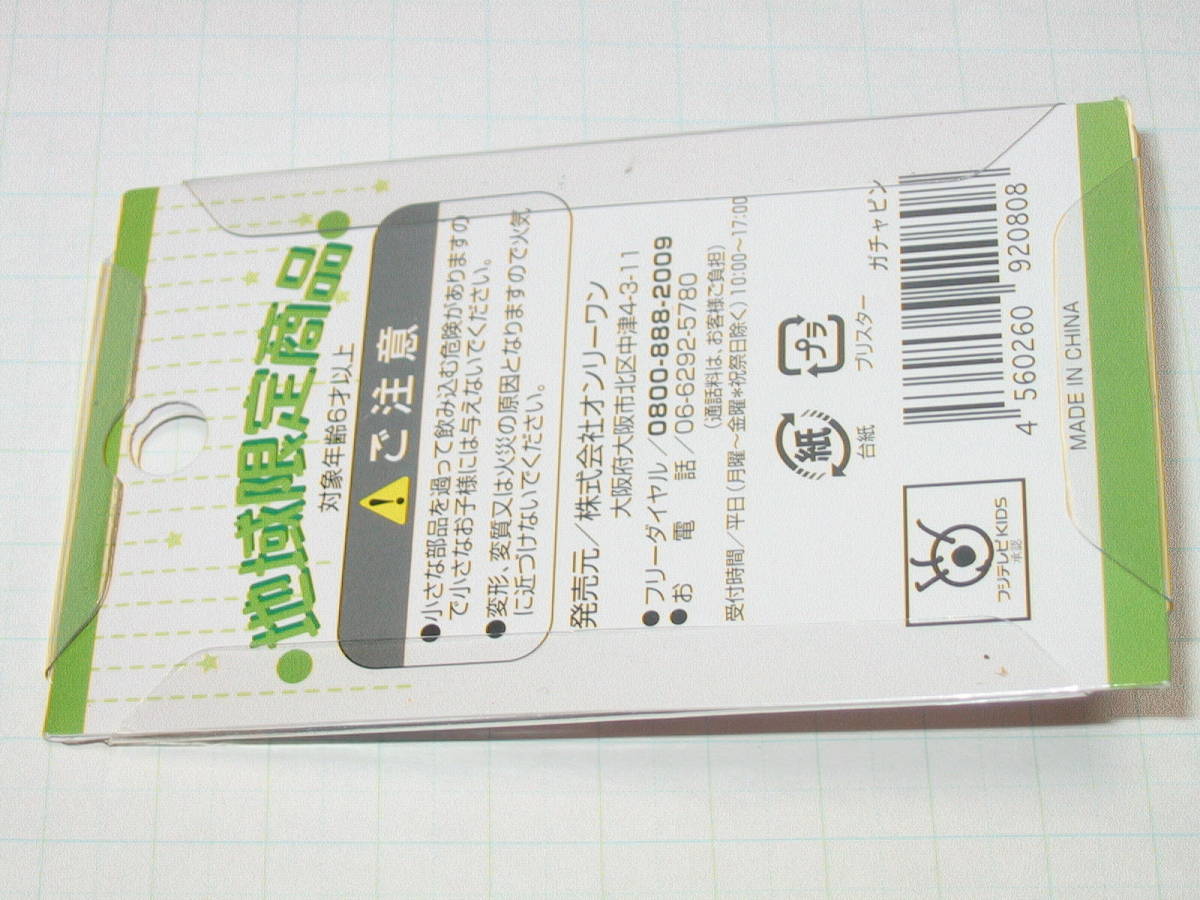 地域限定商品
対象年齢6才以上
ご注意
●小さな部品を過って飲み込む危険がありますの
で小さなお子様には与えないでください。
●変形、変質又は火災の原因となりますので火気
に近づけないでください。
発売元／株式会社オンリーワン
大阪府大阪市北区中津4-3-11
●フリーダイヤル／0800-888-2009
●お電話／06-6292-5780
(通話料は、お客様ご負担)
受付時間／平日(月曜～金曜*祝祭日除く)10:00～17:00
紙
台紙
プラ
ブリスター
ガチャピン
4 560260 920808
フジテレビKIDS
承認
MADE IN CHINA